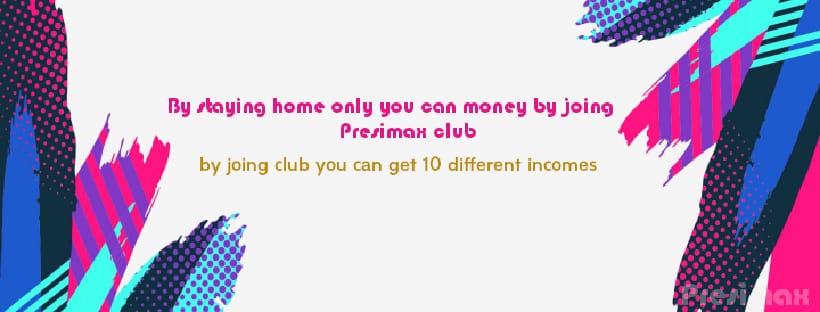 By staying home only you can money by joing
Presimax club
by joing club you can get 10 different incomes
Presimax